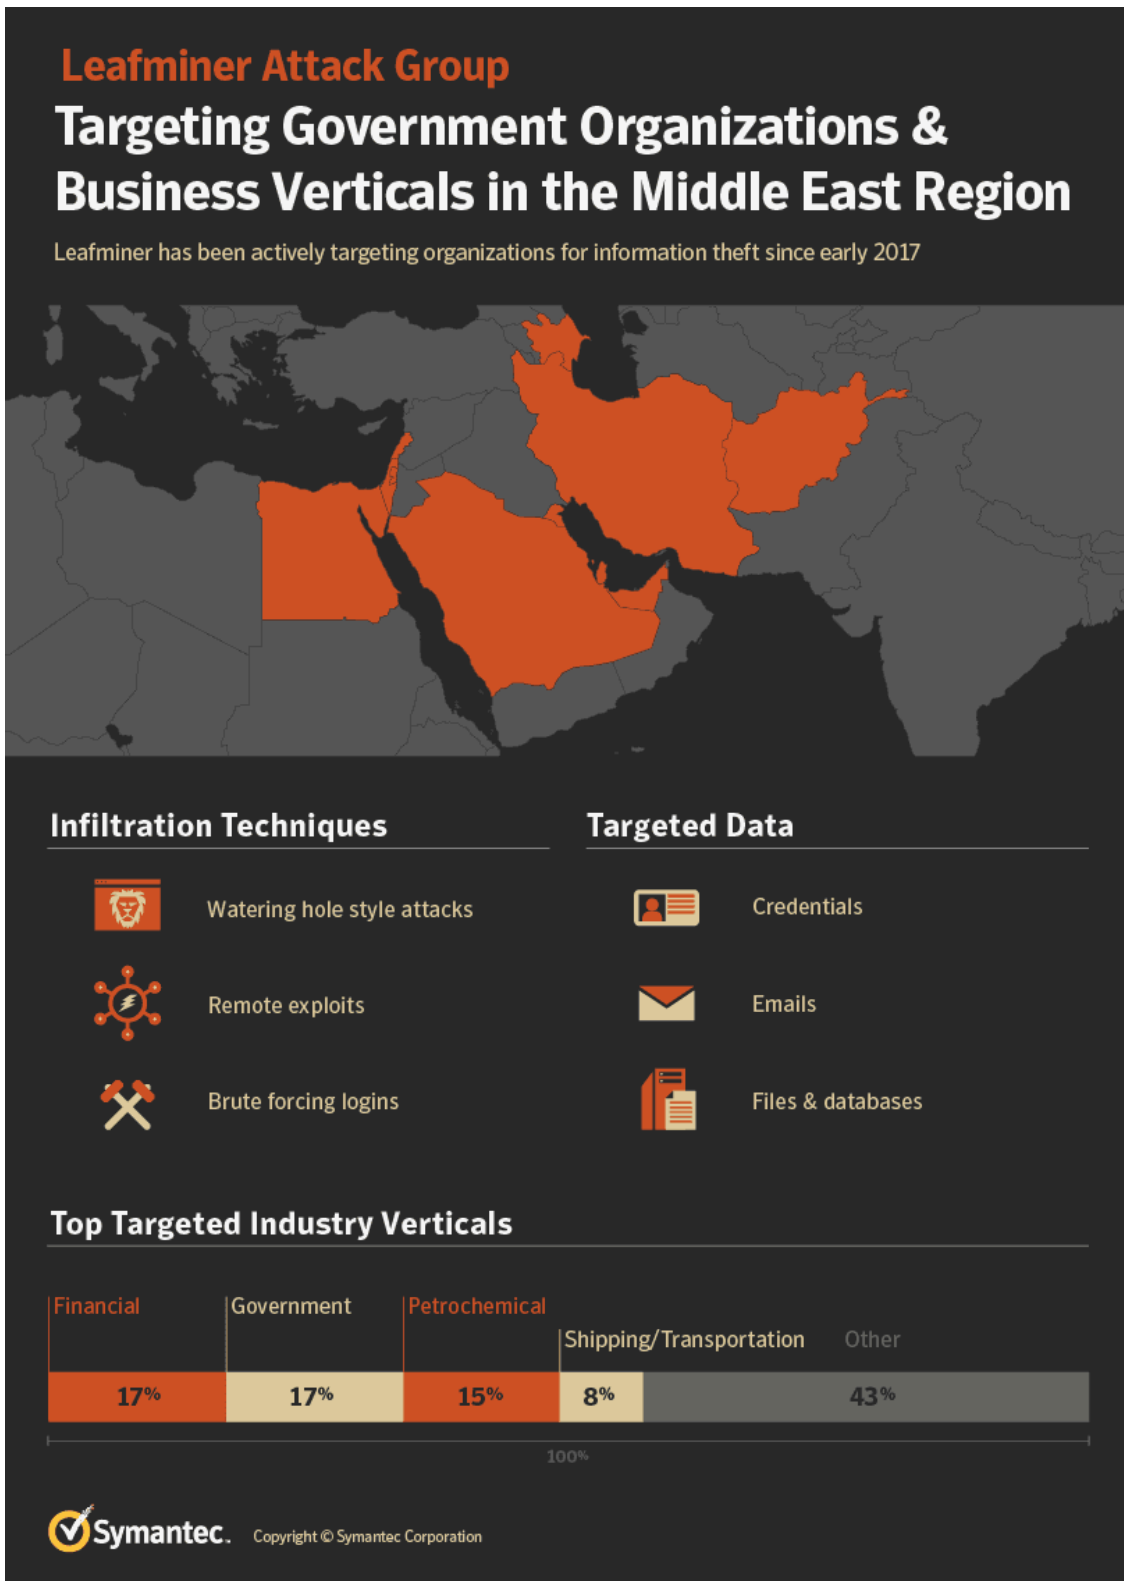 Leafminer Attack Group
Targeting Government Organizations &
Business Verticals in the Middle East Region
Leafminer has been actively targeting organizations for information theft since early 2017
Infiltration Techniques
Watering hole style attacks
Remote exploits
Brute forcing logins
Targeted Data
Credentials
Emails
Files & databases
Top Targeted Industry Verticals
Financial
Government
Petrochemical
Shipping/Transportation
Other
17%
17%
15%
8%
43%
100%
Symantec™
Copyright © Symantec Corporation